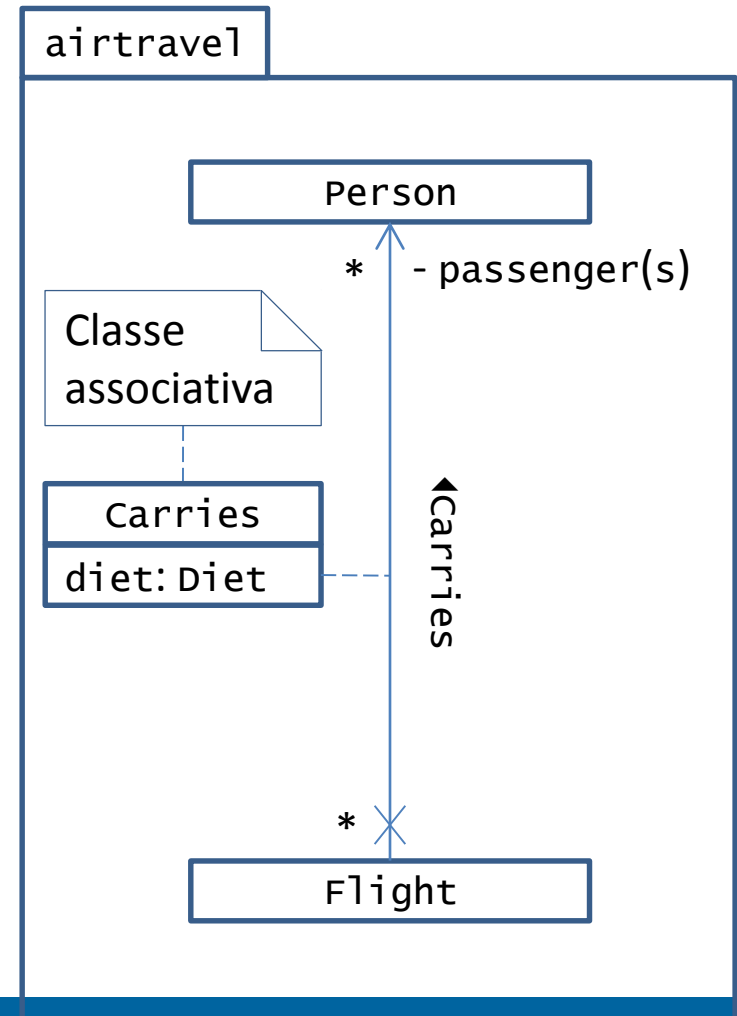 airtravel
Person
* - passenger(s)
Classe
associativa
Carries
diet: Diet
◀Carries
*
Flight